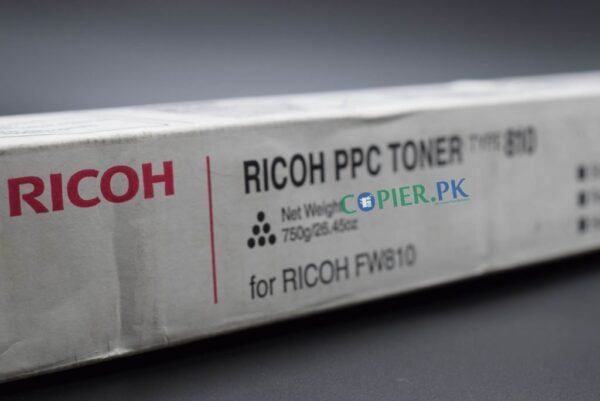 RICOH
RICOH PPC TONER TYPE 810
Net Weight
750g/26.45oz
for RICOH FW810
COPIER.PK